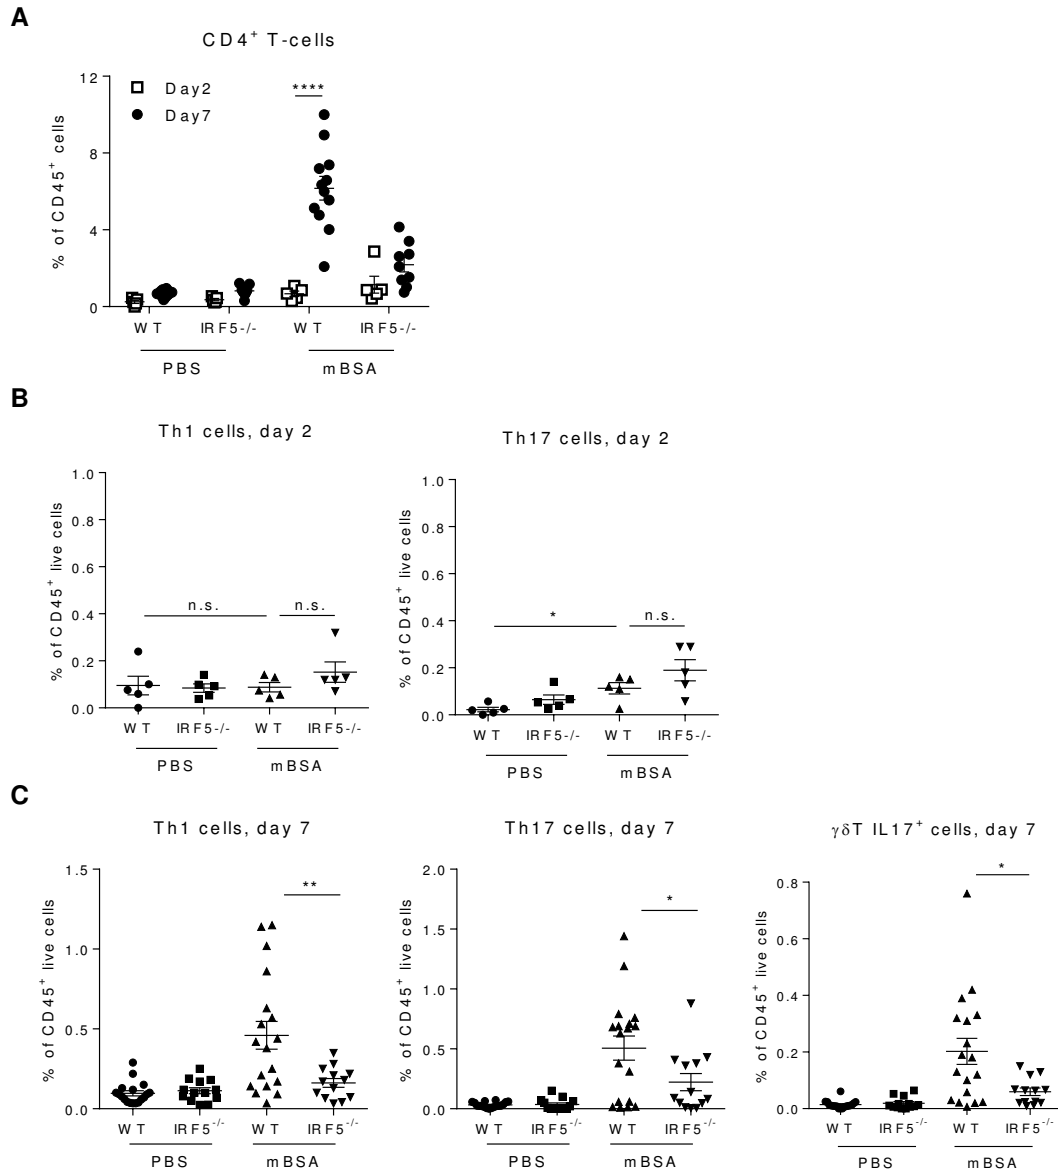 A
CD4⁺ T-cells
% of CD45⁺ cells
12
8
4
0
Day2
Day7
****
WT IRF5-/- WT IRF5-/-
PBS mBSA
B
Th1 cells, day 2
% of CD45⁺ live cells
1.0
0.8
0.6
0.4
0.2
0.0
n.s. n.s.
WT IRF5-/- WT IRF5-/-
PBS mBSA
Th17 cells, day 2
% of CD45⁺ live cells
1.0
0.8
0.6
0.4
0.2
0.0
* n.s.
WT IRF5-/- WT IRF5-/-
PBS mBSA
C
Th1 cells, day 7
% of CD45⁺ live cells
1.5
1.0
0.5
0.0
**
WT IRF5⁻/⁻ WT IRF5⁻/⁻
PBS mBSA
Th17 cells, day 7
% of CD45⁺ live cells
2.0
1.5
1.0
0.5
0.0
*
WT IRF5⁻/⁻ WT IRF5⁻/⁻
PBS mBSA
γδT IL17⁺ cells, day 7
% of CD45⁺ live cells
0.8
0.6
0.4
0.2
0.0
*
WT IRF5⁻/⁻ WT IRF5⁻/⁻
PBS mBSA